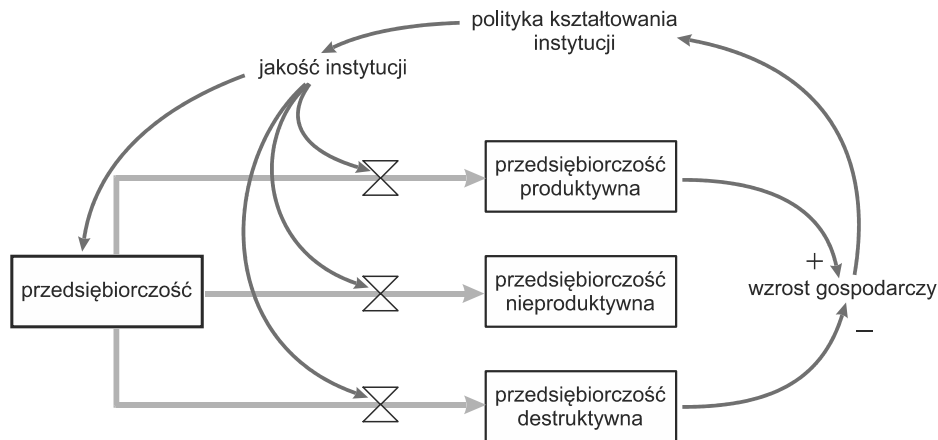 polityka kształtowania
instytucji
jakość instytucji
przedsiębiorczość
produktywna
przedsiębiorczość
przedsiębiorczość
nieproduktywna
+
wzrost gospodarczy
–
przedsiębiorczość
destruktywna